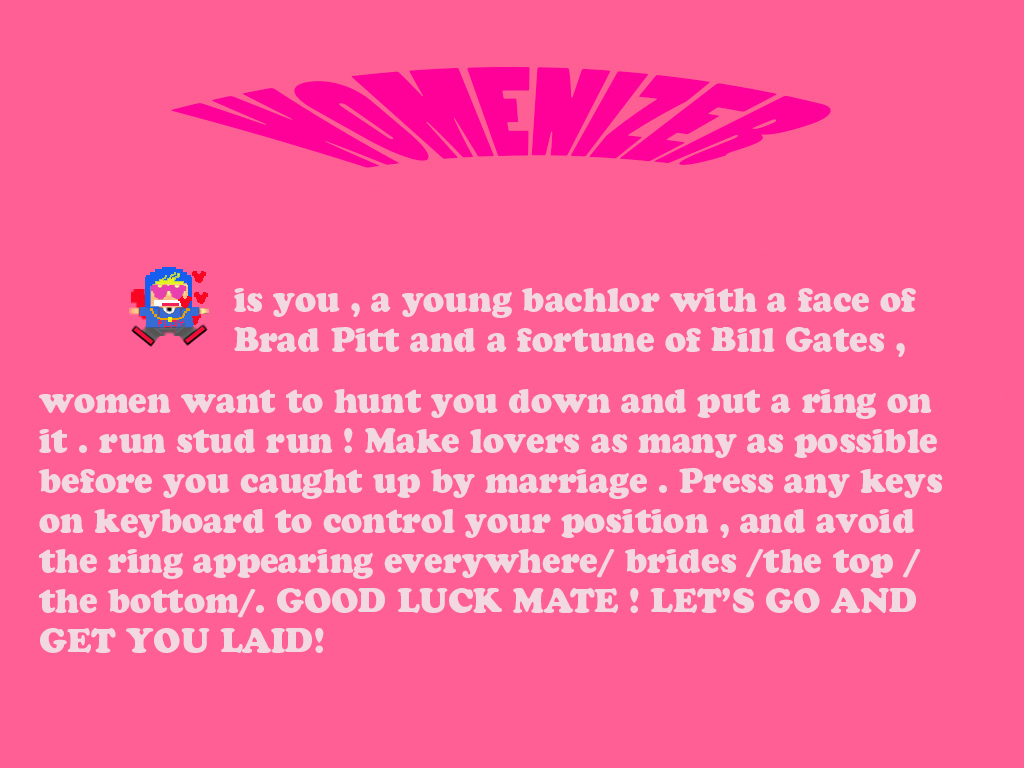 WOMENIZER
is you , a young bachlor with a face of
Brad Pitt and a fortune of Bill Gates ,
women want to hunt you down and put a ring on
it . run stud run ! Make lovers as many as possible
before you caught up by marriage . Press any keys
on keyboard to control your position , and avoid
the ring appearing everywhere/ brides /the top /
the bottom/. GOOD LUCK MATE ! LET’S GO AND
GET YOU LAID!